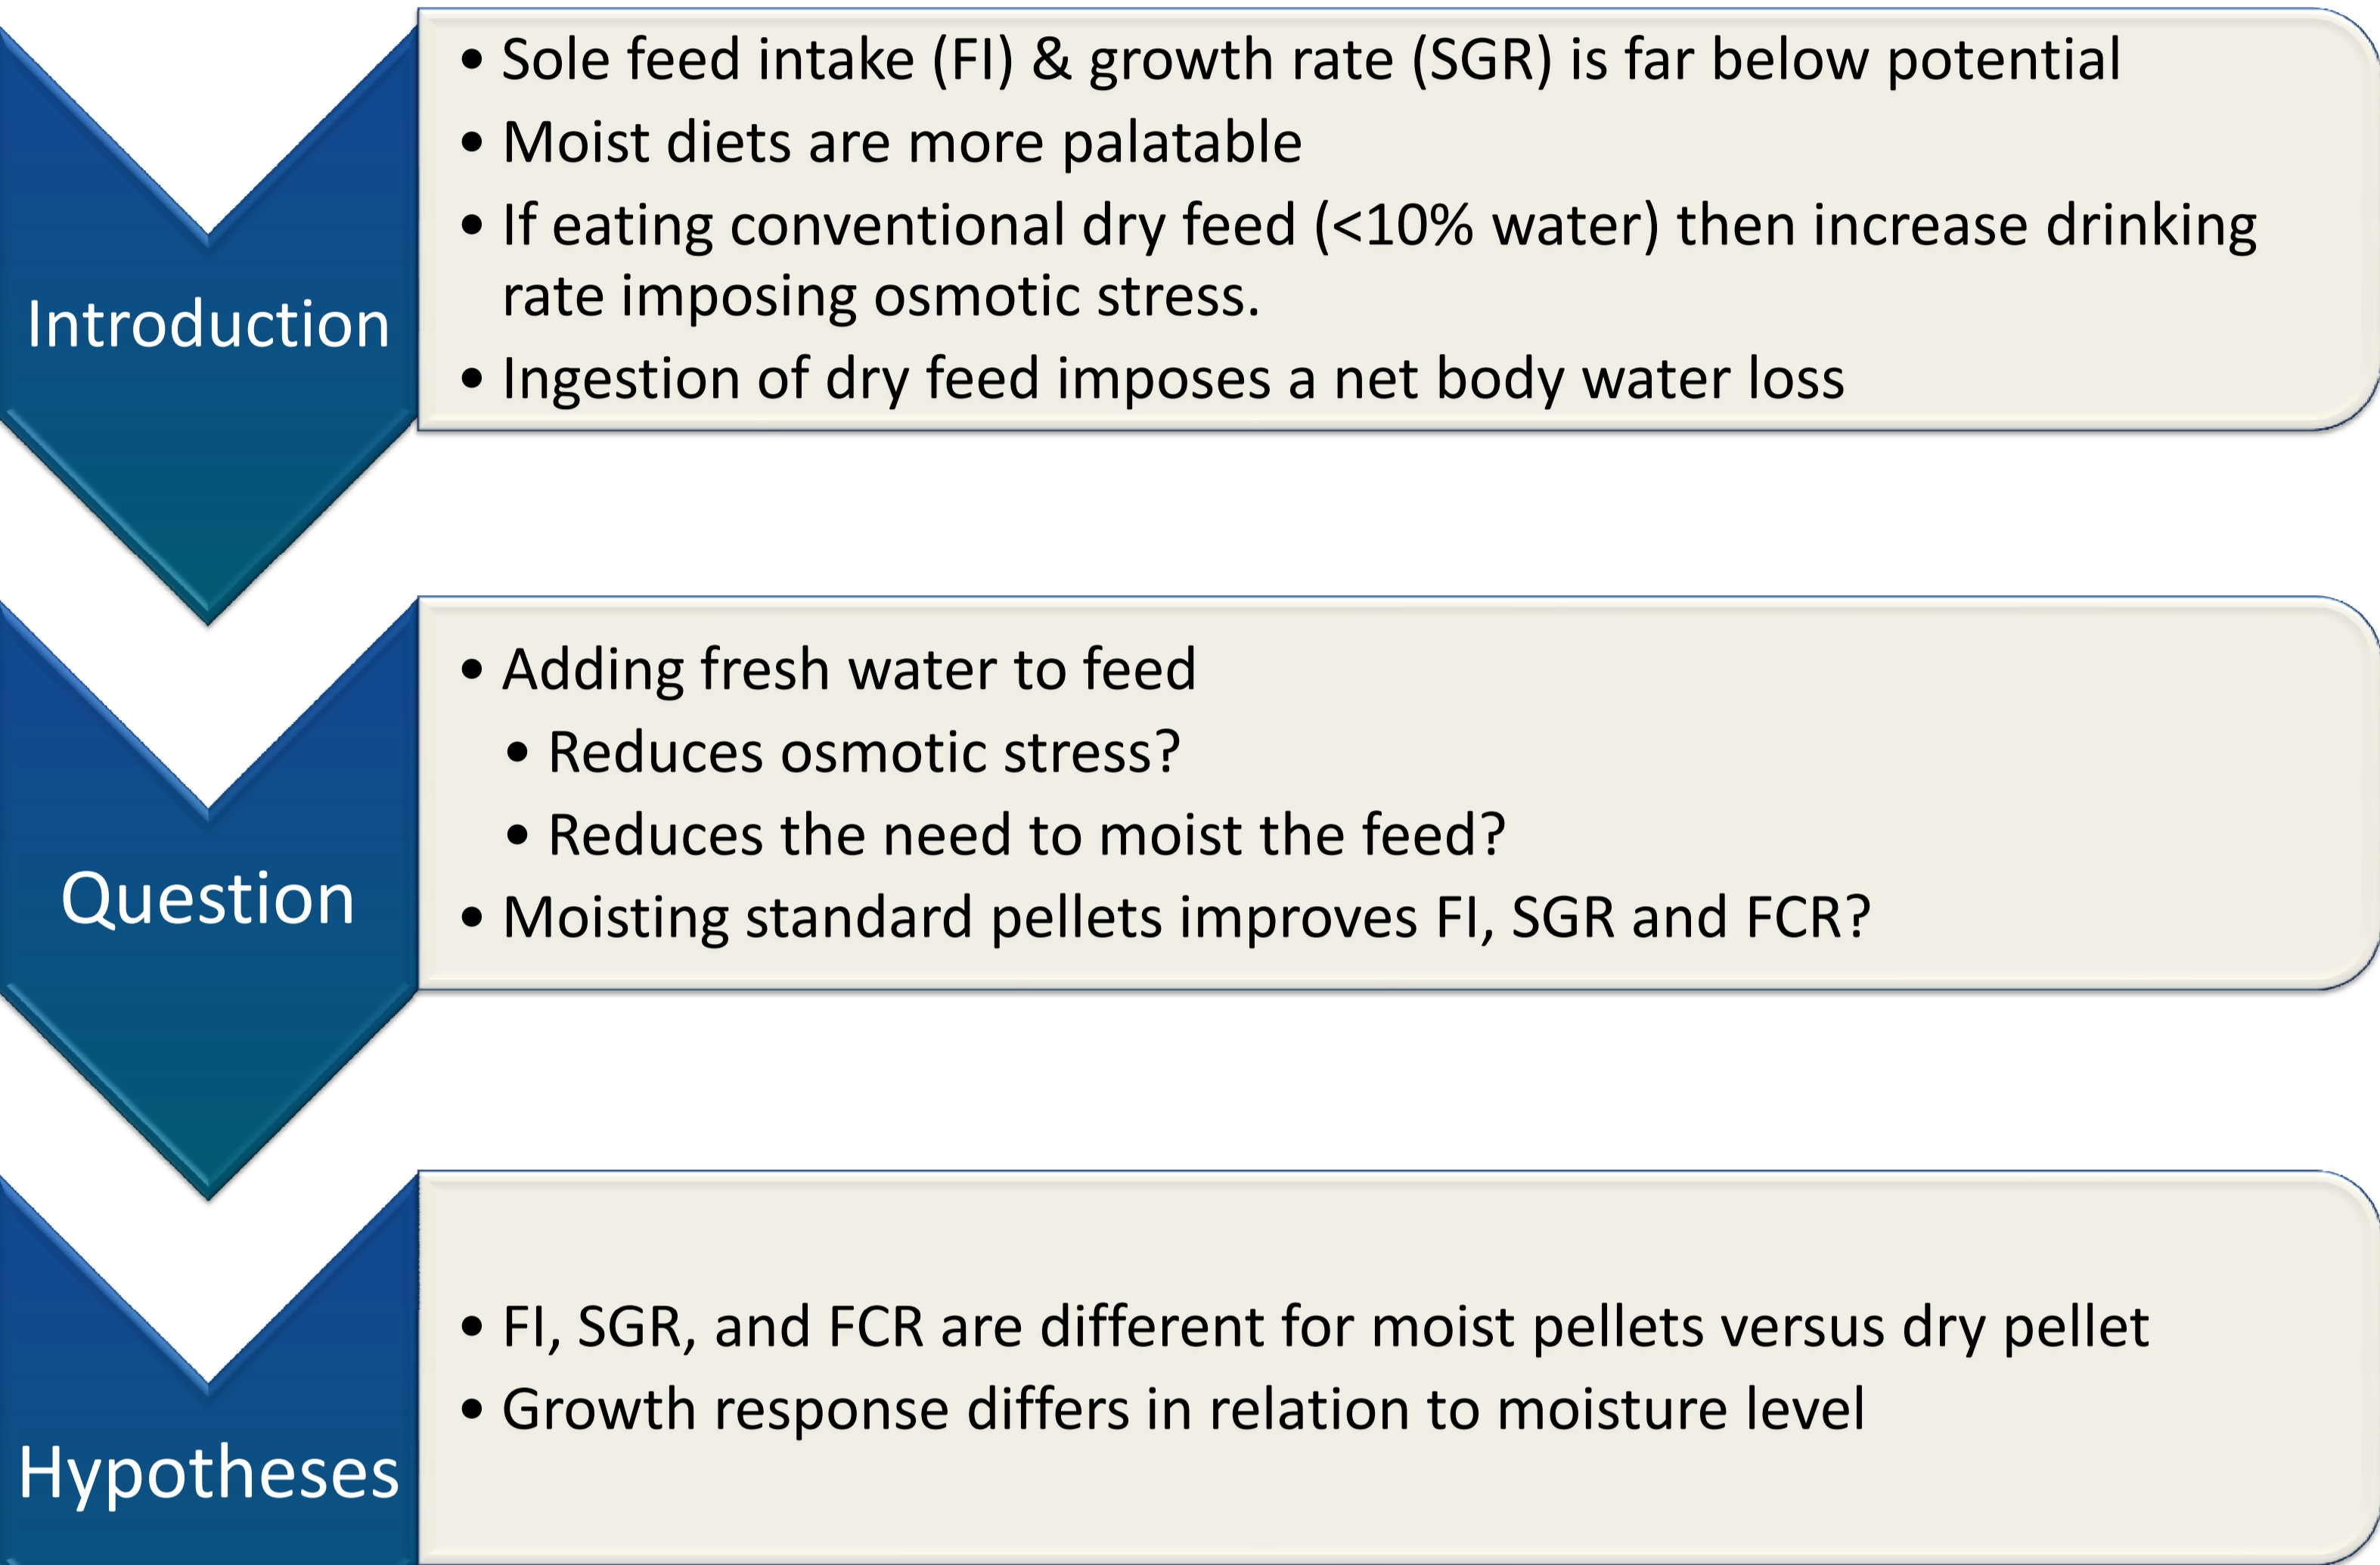 Introduction
• Sole feed intake (FI) & growth rate (SGR) is far below potential
• Moist diets are more palatable
• If eating conventional dry feed (<10% water) then increase drinking
rate imposing osmotic stress.
• Ingestion of dry feed imposes a net body water loss
Question
• Adding fresh water to feed
• Reduces osmotic stress?
• Reduces the need to moist the feed?
• Moisting standard pellets improves FI, SGR and FCR?
Hypotheses
• FI, SGR, and FCR are different for moist pellets versus dry pellet
• Growth response differs in relation to moisture level